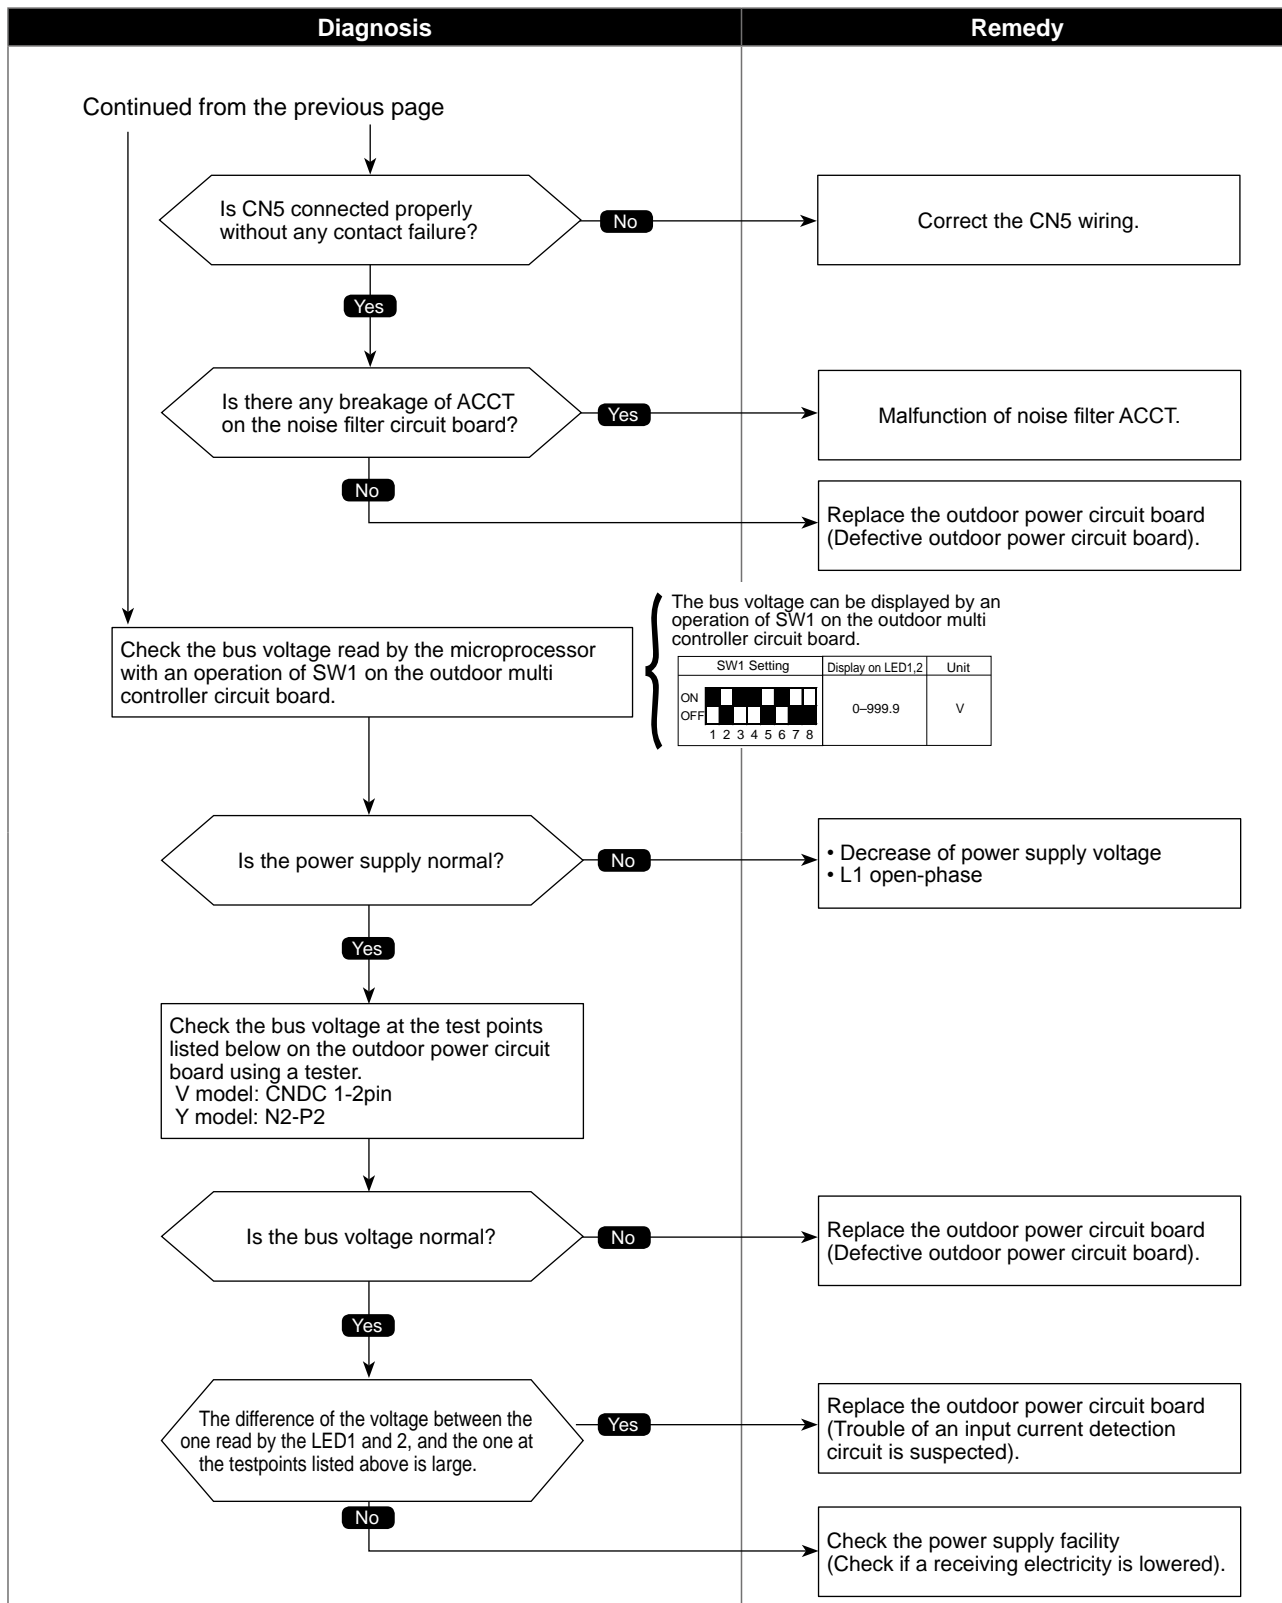 Diagnosis
Remedy
Continued from the previous page
Is CN5 connected properly
without any contact failure?
No
Correct the CN5 wiring.
Yes
Is there any breakage of ACCT
on the noise filter circuit board?
Yes
Malfunction of noise filter ACCT.
No
Replace the outdoor power circuit board
(Defective outdoor power circuit board).
Check the bus voltage read by the microprocessor
with an operation of SW1 on the outdoor multi
controller circuit board.
The bus voltage can be displayed by an
operation of SW1 on the outdoor multi
controller circuit board.
SW1 Setting
Display on LED1,2
Unit
ON
OFF
1 2 3 4 5 6 7 8
0–999.9
V
Is the power supply normal?
No
• Decrease of power supply voltage
• L1 open-phase
Yes
Check the bus voltage at the test points
listed below on the outdoor power circuit
board using a tester.
V model: CNDC 1-2pin
Y model: N2-P2
Is the bus voltage normal?
No
Replace the outdoor power circuit board
(Defective outdoor power circuit board).
Yes
The difference of the voltage between the
one read by the LED1 and 2, and the one at
the testpoints listed above is large.
Yes
Replace the outdoor power circuit board
(Trouble of an input current detection
circuit is suspected).
No
Check the power supply facility
(Check if a receiving electricity is lowered).